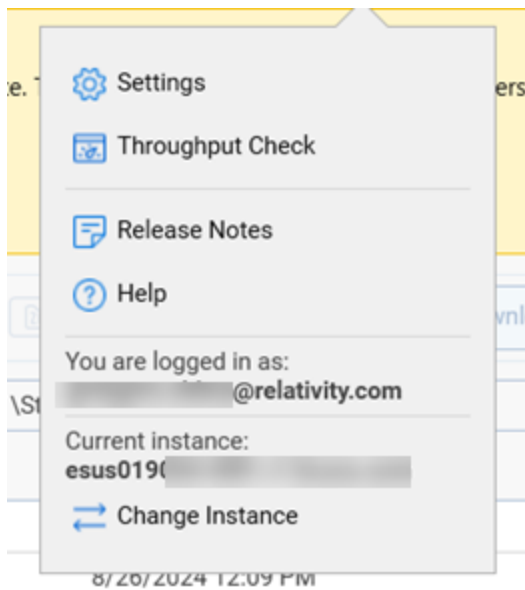 Settings
Throughput Check
Release Notes
Help
You are logged in as:
@relativity.com
Current instance:
esus019
Change Instance
8/26/2024 12:09 PM